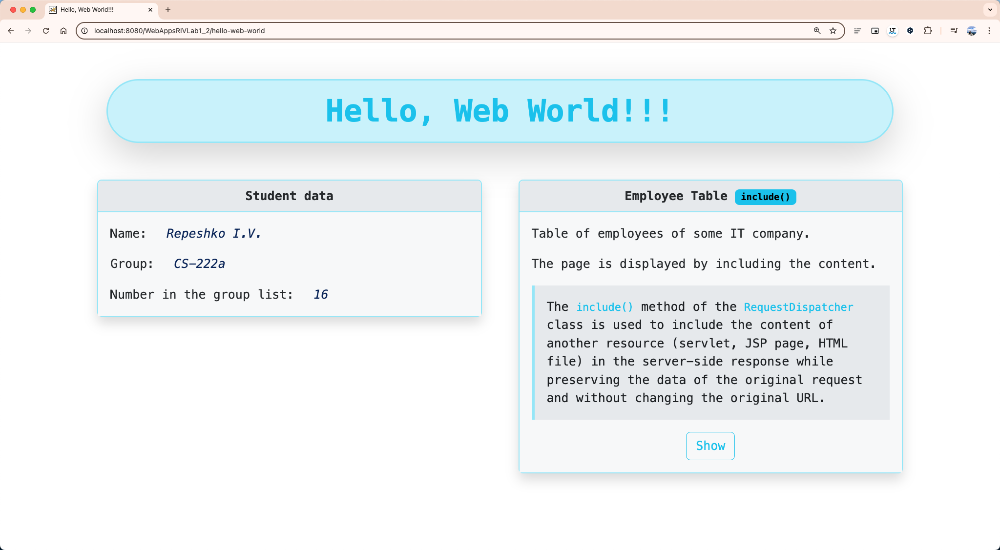 Hello, Web World!!!
localhost:8080/WebAppsRIVLab1_2/hello-web-world
LT
Hello, Web World!!!
Student data
Name: Repeshko I.V.
Group: CS-222a
Number in the group list: 16
Employee Table include()
Table of employees of some IT company.
The page is displayed by including the content.
The include() method of the RequestDispatcher
class is used to include the content of
another resource (servlet, JSP page, HTML
file) in the server-side response while
preserving the data of the original request
and without changing the original URL.
Show